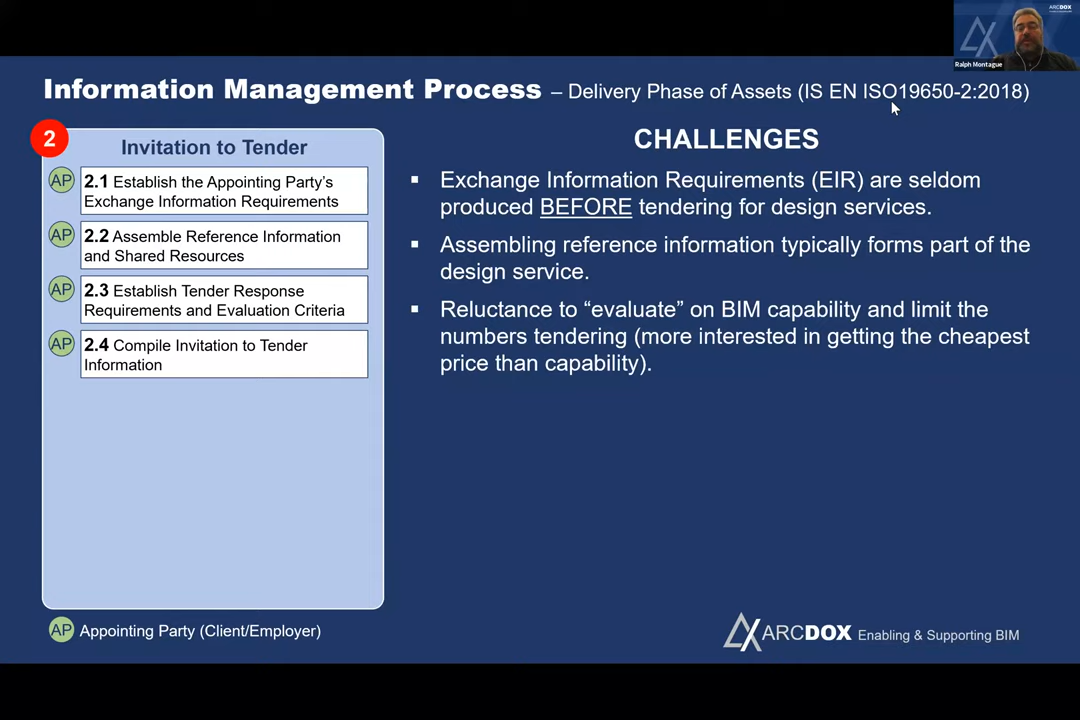 ARCDOX
Ralph Montague
Information Management Process – Delivery Phase of Assets (IS EN ISO19650-2:2018)
2
Invitation to Tender
AP 2.1 Establish the Appointing Party's
Exchange Information Requirements
AP 2.2 Assemble Reference Information
and Shared Resources
AP 2.3 Establish Tender Response
Requirements and Evaluation Criteria
AP 2.4 Compile Invitation to Tender
Information
CHALLENGES
▪ Exchange Information Requirements (EIR) are seldom
produced BEFORE tendering for design services.
▪ Assembling reference information typically forms part of the
design service.
▪ Reluctance to “evaluate” on BIM capability and limit the
numbers tendering (more interested in getting the cheapest
price than capability).
AP Appointing Party (Client/Employer)
ARCDOX Enabling & Supporting BIM